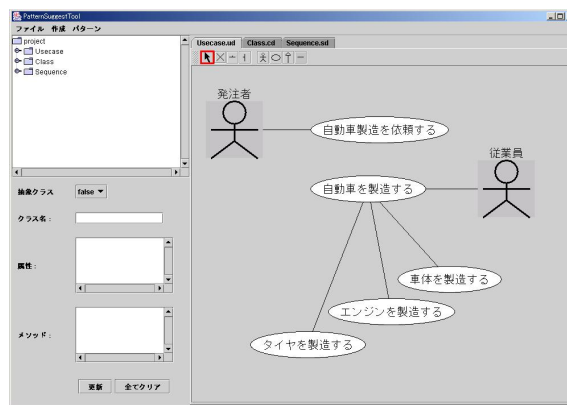 PatternSuggestTool
ファイル 作成 パターン
project
Usecase
Class
Sequence
Usecase.ud Class.cd Sequence.sd
発注者
自動車製造を依頼する
従業員
自動車を製造する
車体を製造する
エンジンを製造する
タイヤを製造する
抽象クラス false
クラス名 :
属性 :
メソッド :
更新 全てクリア